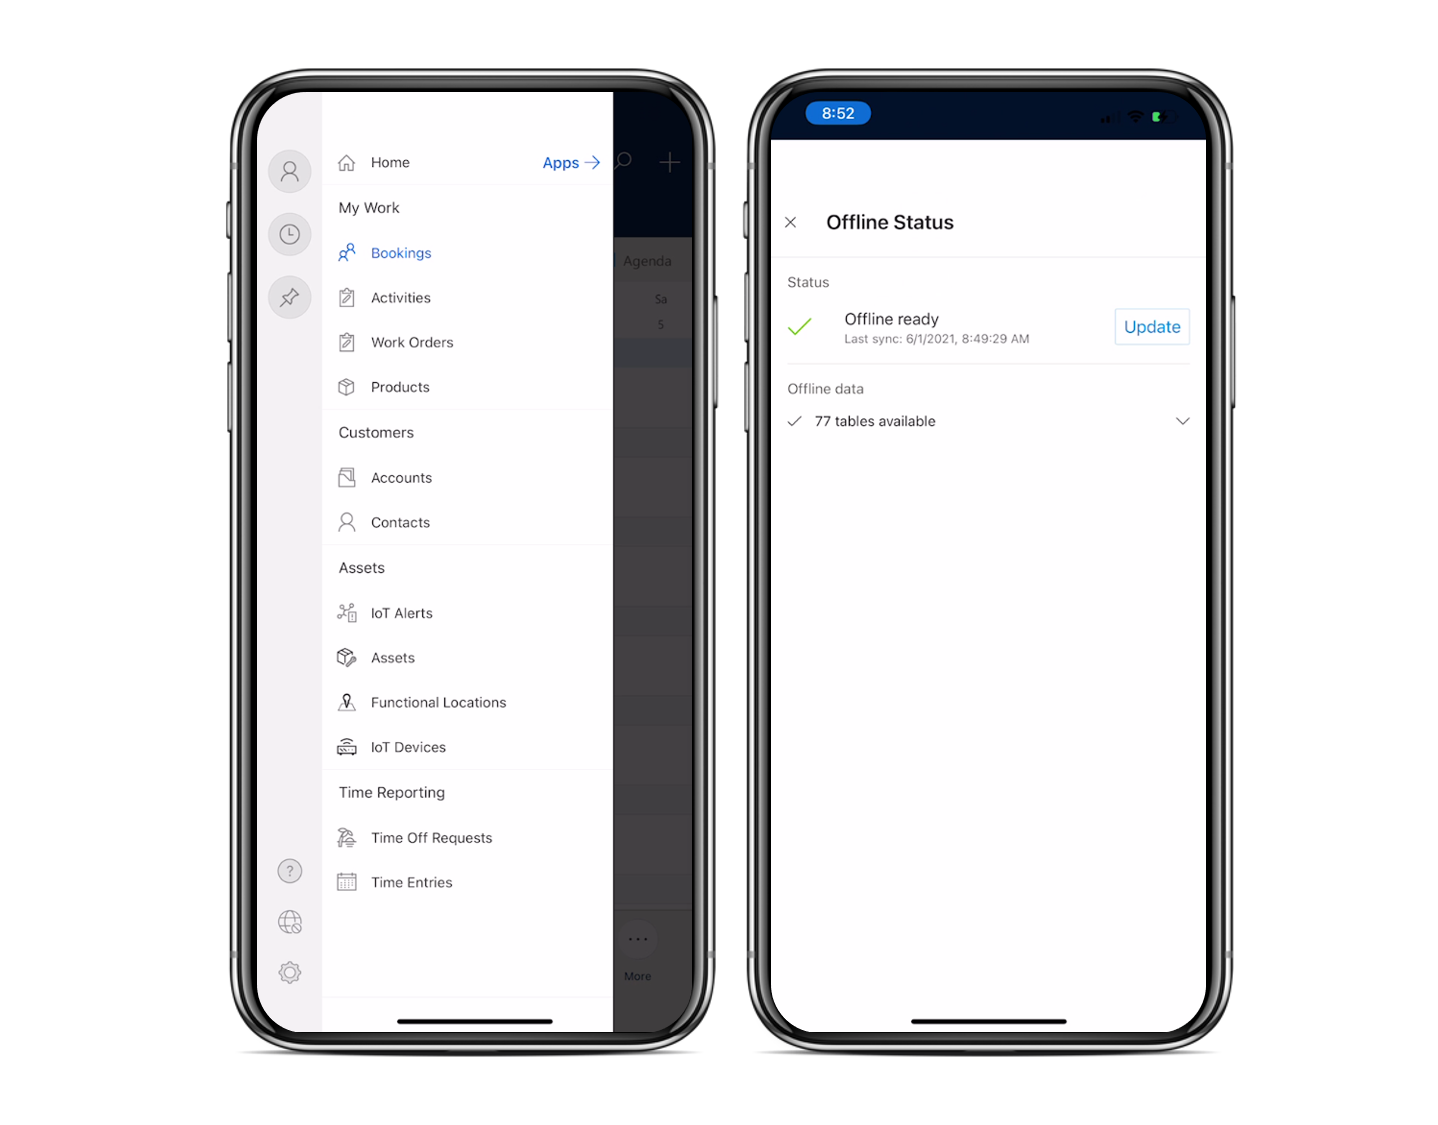 Home
Apps
My Work
Bookings
Activities
Work Orders
Products
Customers
Accounts
Contacts
Assets
IoT Alerts
Assets
Functional Locations
IoT Devices
Time Reporting
Time Off Requests
Time Entries
?
Agenda
Sa
5
More
8:52
Offline Status
Status
Offline ready
Last sync: 6/1/2021, 8:49:29 AM
Update
Offline data
77 tables available